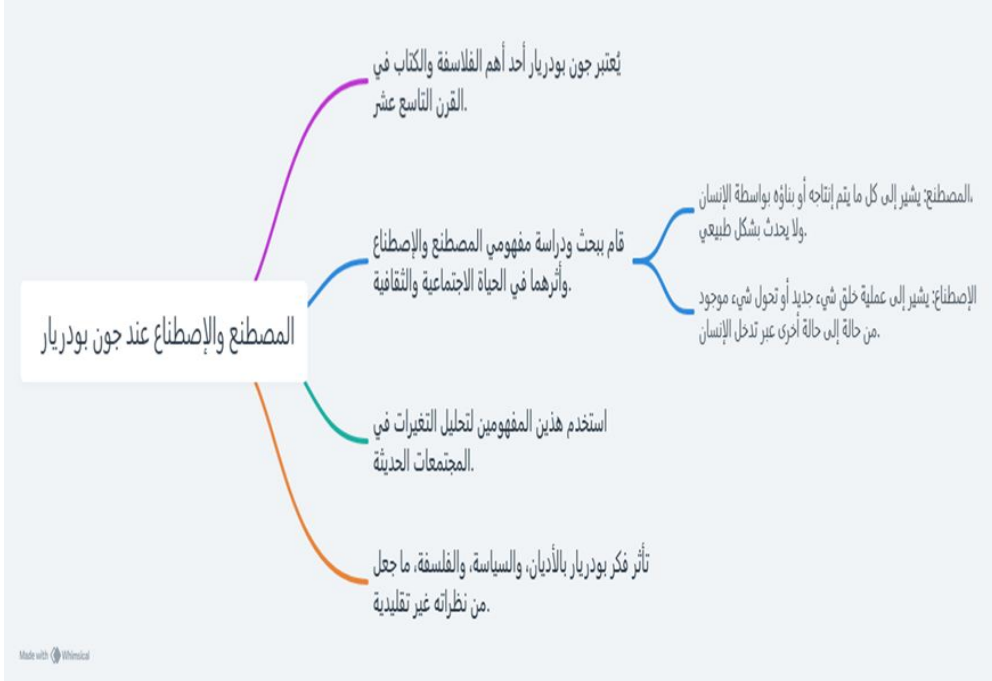 المصطنع والإصطناع عند جون بودريار
يُعتبر جون بودريار أحد أهم الفلاسفة والكتاب في
القرن التاسع عشر.
قام ببحث ودراسة مفهومي المصطنع والإصطناع
وأثرهما في الحياة الاجتماعية والثقافية.
المصطنع: يشير إلى كل ما يتم إنتاجه أو بناؤه بواسطة الإنسان،
ولا يحدث بشكل طبيعي.
الإصطناع: يشير إلى عملية خلق شيء جديد أو تحول شيء موجود
من حالة إلى حالة أخرى عبر تدخل الإنسان.
استخدم هذين المفهومين لتحليل التغيرات في
المجتمعات الحديثة.
تأثر فكر بودريار بالأديان، والسياسة، والفلسفة، ما جعل
من نظراته غير تقليدية.
Made with Whimsical